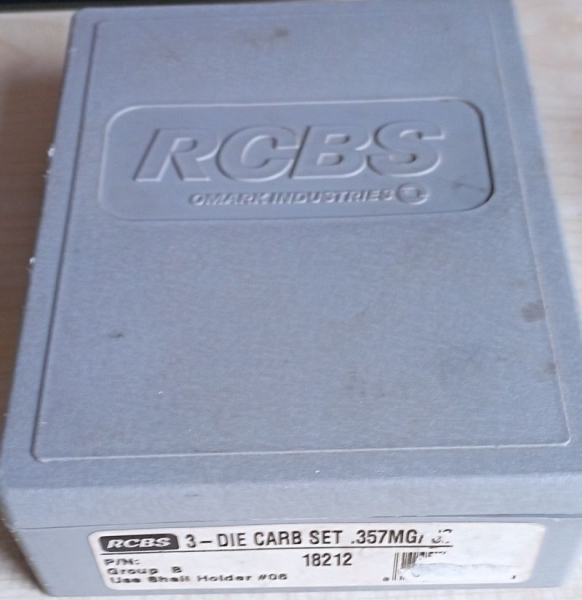 RCBS
OMARK INDUSTRIES
RCBS 3-DIE CARB SET .357MG/
P/N: 18212
Group B
Use Shell Holder #06